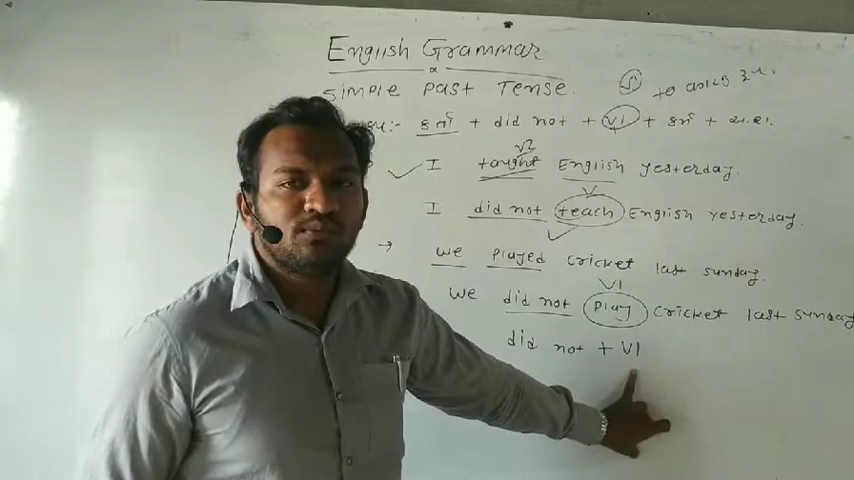 English Grammar
Simple Past Tense.
:- કર્તા + did not + V1 + કર્મ + અ.વા.
V2
I taught English yesterday.
I did not teach English yesterday.
→ We played cricket last sunday.
V1
We did not play cricket last sunday
did not + V1